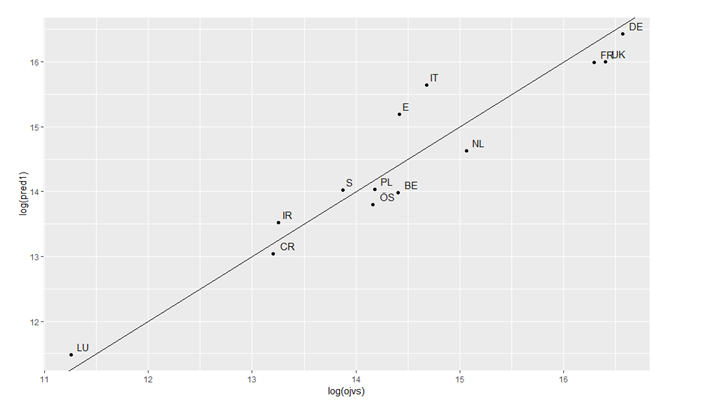 DE
FR
UK
16
IT
E
15
NL
log(pred1)
S
PL
BE
14
ÖS
IR
CR
13
12
LU
11
12
13
14
15
16
log(ojvs)